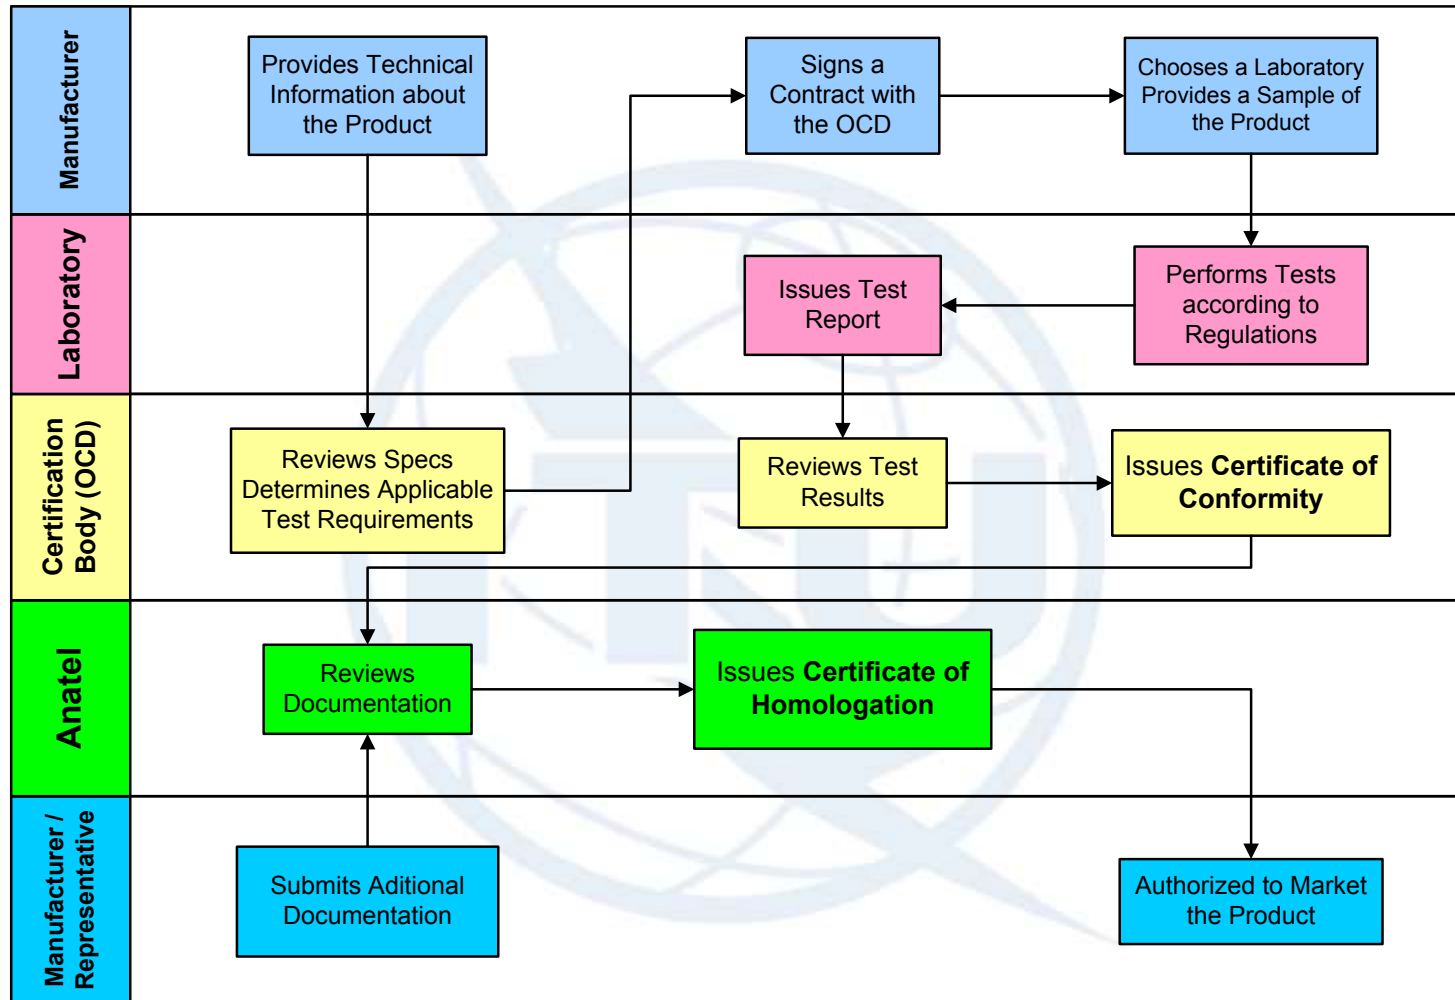 Manufacturer
Provides Technical
Information about
the Product
Signs a
Contract with
the OCD
Chooses a Laboratory
Provides a Sample of
the Product
Laboratory
Issues Test
Report
Performs Tests
according to
Regulations
Certification
Body (OCD)
Reviews Specs
Determines Applicable
Test Requirements
Reviews Test
Results
Issues Certificate of
Conformity
Anatel
Reviews
Documentation
Issues Certificate of
Homologation
Manufacturer /
Representative
Submits Aditional
Documentation
Authorized to Market
the Product
ITU